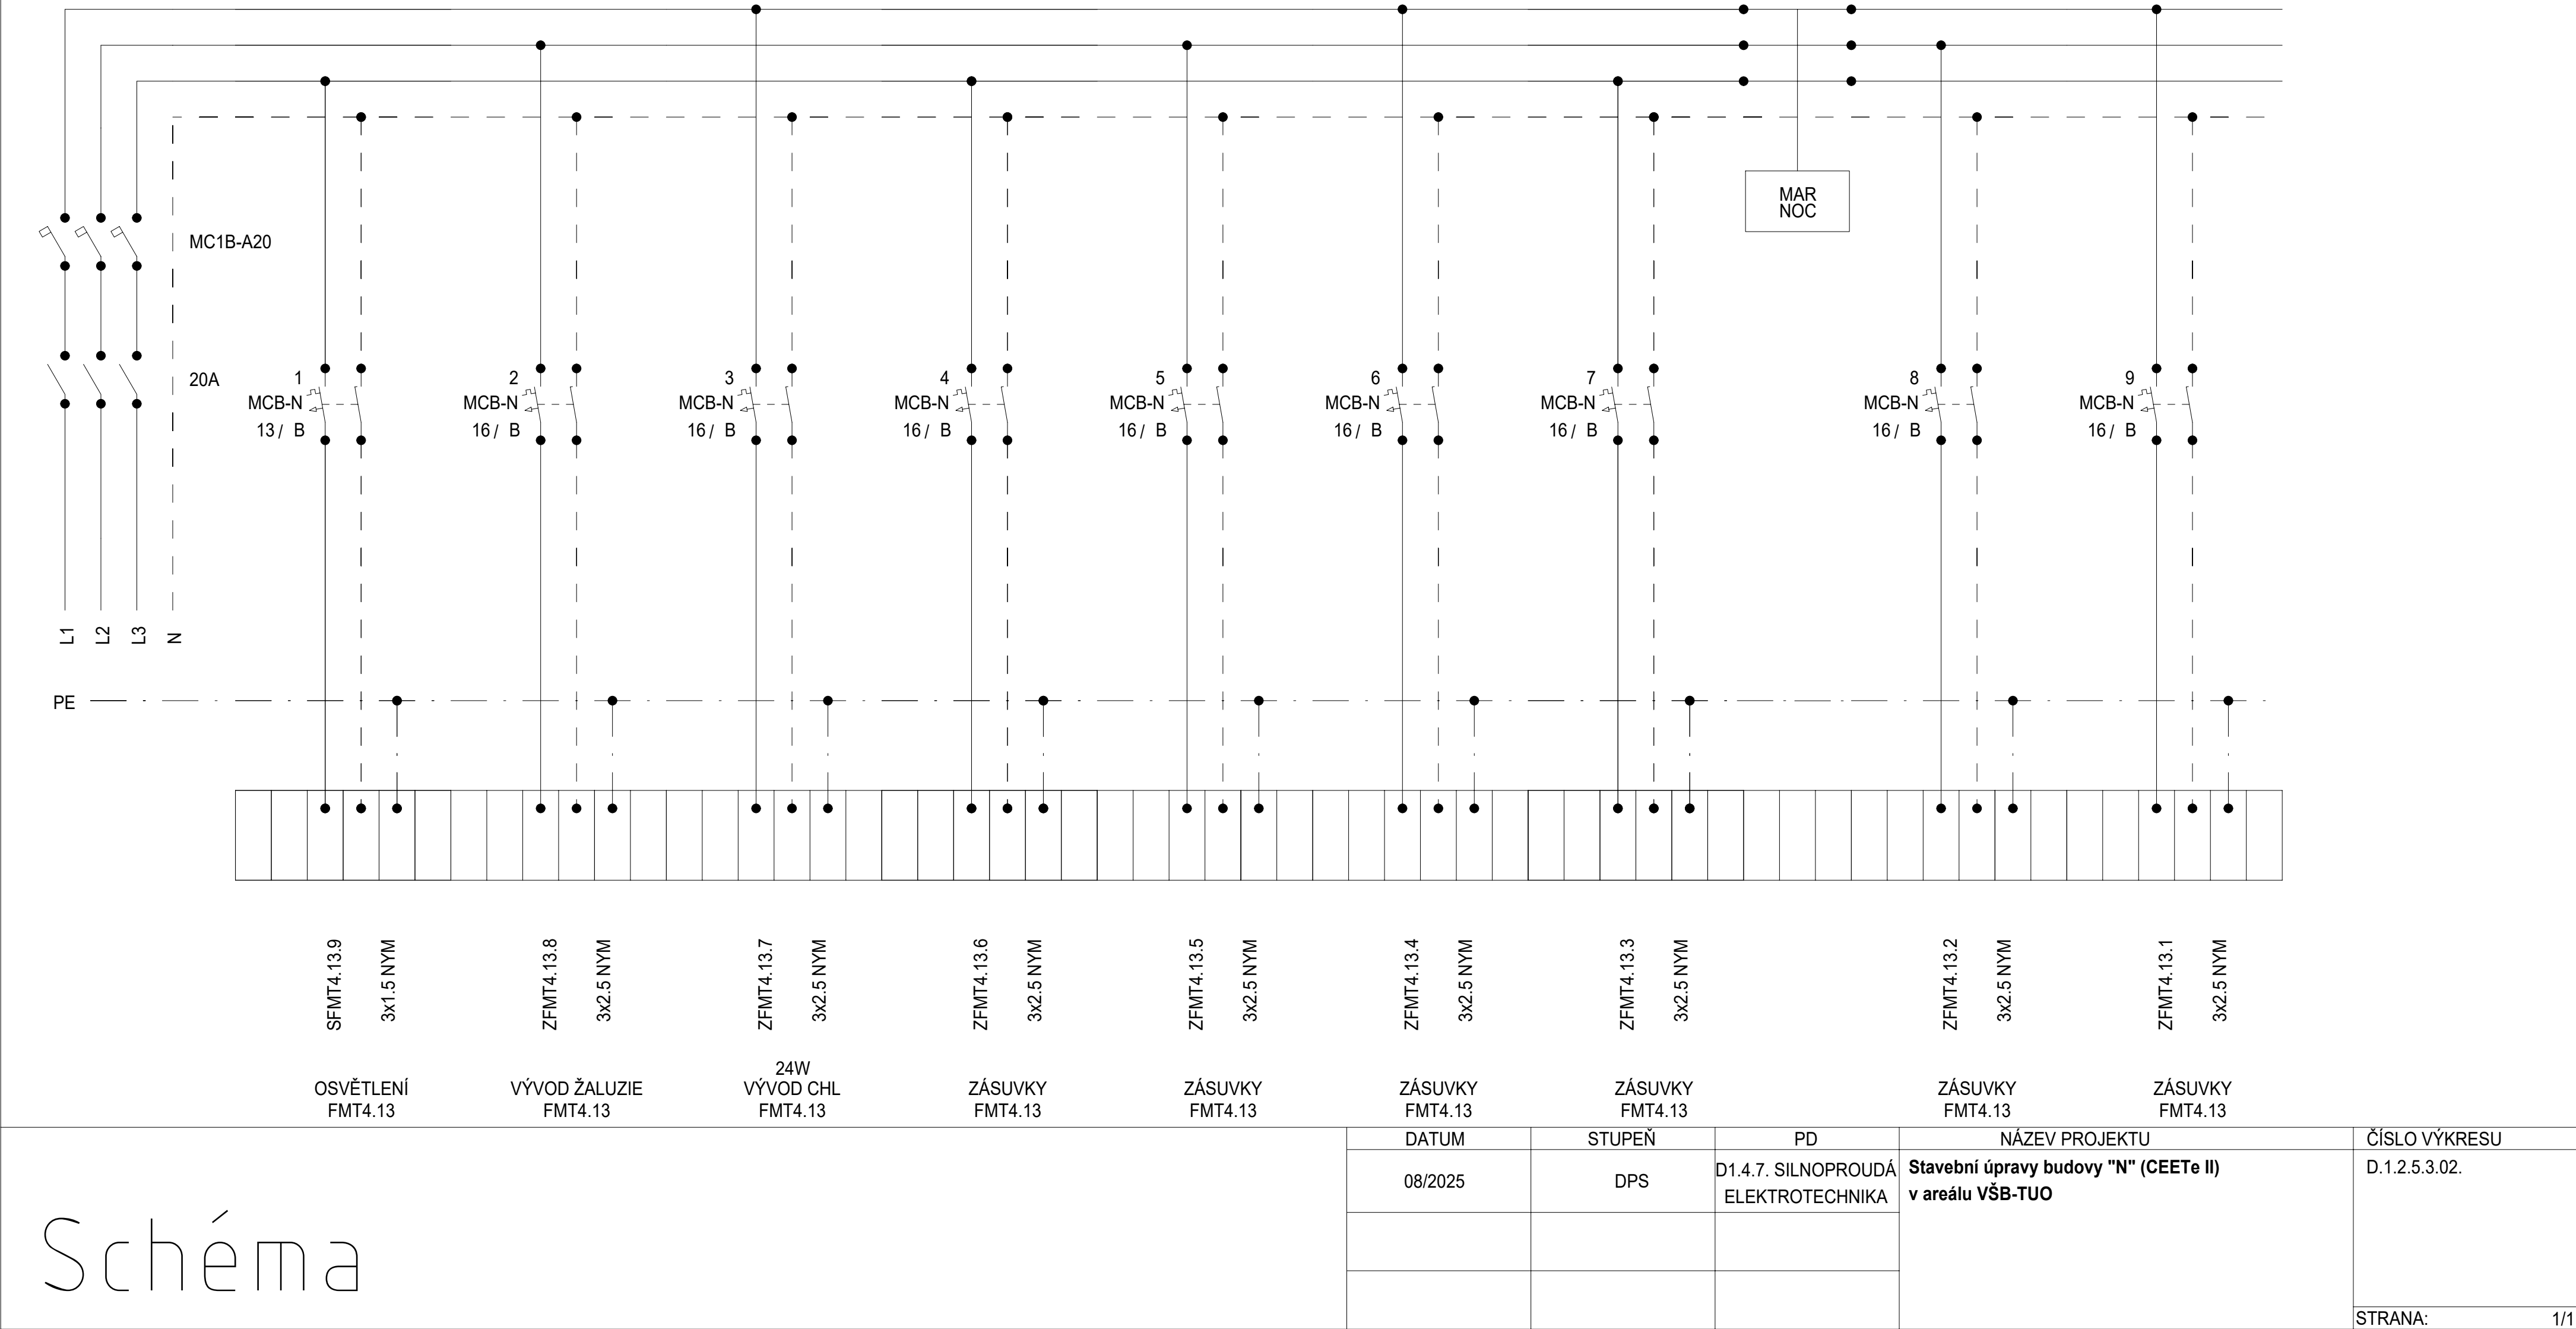 MAR
NOC
MC1B-A20
20A
1
MCB-N
13 / B
2
MCB-N
16 / B
3
MCB-N
16 / B
4
MCB-N
16 / B
5
MCB-N
16 / B
6
MCB-N
16 / B
7
MCB-N
16 / B
8
MCB-N
16 / B
9
MCB-N
16 / B
L1
L2
L3
N
PE
SFMT4.13.9
3x1.5 NYM
ZFMT4.13.8
3x2.5 NYM
ZFMT4.13.7
3x2.5 NYM
ZFMT4.13.6
3x2.5 NYM
ZFMT4.13.5
3x2.5 NYM
ZFMT4.13.4
3x2.5 NYM
ZFMT4.13.3
3x2.5 NYM
ZFMT4.13.2
3x2.5 NYM
ZFMT4.13.1
3x2.5 NYM
OSVĚTLENÍ
FMT4.13
VÝVOD ŽALUZIE
FMT4.13
24W
VÝVOD CHL
FMT4.13
ZÁSUVKY
FMT4.13
ZÁSUVKY
FMT4.13
ZÁSUVKY
FMT4.13
ZÁSUVKY
FMT4.13
ZÁSUVKY
FMT4.13
ZÁSUVKY
FMT4.13
Schéma
DATUM
08/2025
STUPEŇ
DPS
PD
D1.4.7. SILNOPROUDÁ
ELEKTROTECHNIKA
NÁZEV PROJEKTU
Stavební úpravy budovy "N" (CEETe II)
v areálu VŠB-TUO
ČÍSLO VÝKRESU
D.1.2.5.3.02.
STRANA: 1/1